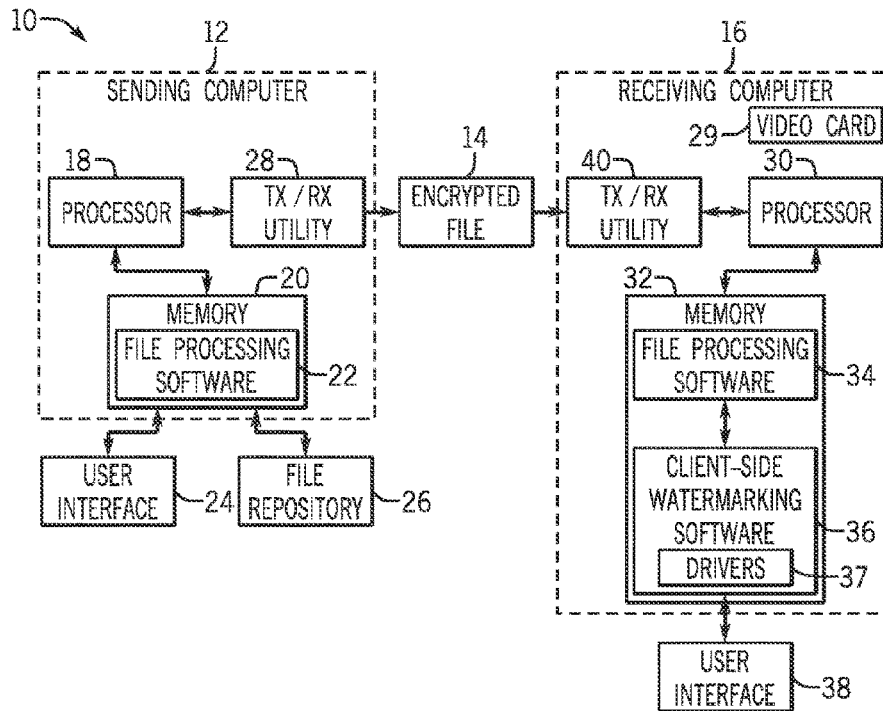 10
12
16
SENDING COMPUTER
RECEIVING COMPUTER
29
VIDEO CARD
18
28
14
40
30
PROCESSOR
TX/RX
UTILITY
ENCRYPTED
FILE
TX/RX
UTILITY
PROCESSOR
20
32
MEMORY
FILE PROCESSING
SOFTWARE
22
MEMORY
FILE PROCESSING
SOFTWARE
34
USER
INTERFACE
24
FILE
REPOSITORY
26
CLIENT-SIDE
WATERMARKING
SOFTWARE
36
DRIVERS
37
USER
INTERFACE
38